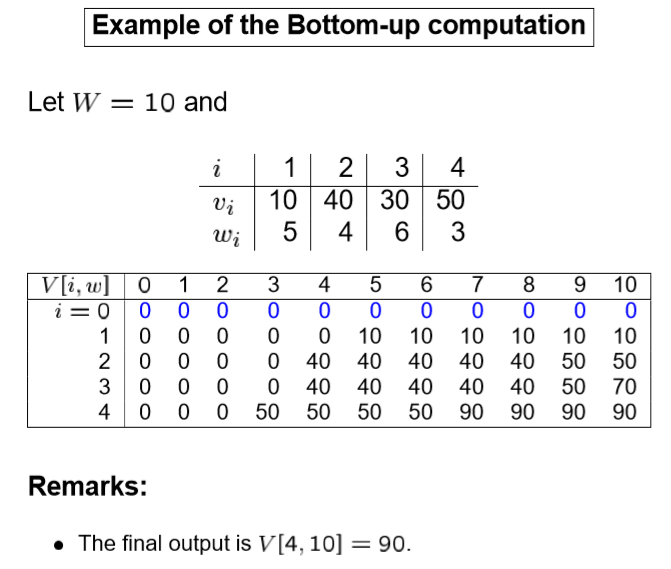 Example of the Bottom-up computation
Let W = 10 and
i 1 2 3 4
vᵢ 10 40 30 50
wᵢ 5 4 6 3
V[i, w] 0 1 2 3 4 5 6 7 8 9 10
i = 0 0 0 0 0 0 0 0 0 0 0 0
1 0 0 0 0 0 10 10 10 10 10 10
2 0 0 0 0 40 40 40 40 40 50 50
3 0 0 0 0 40 40 40 40 40 50 70
4 0 0 0 50 50 50 50 90 90 90 90
Remarks:
• The final output is V[4, 10] = 90.